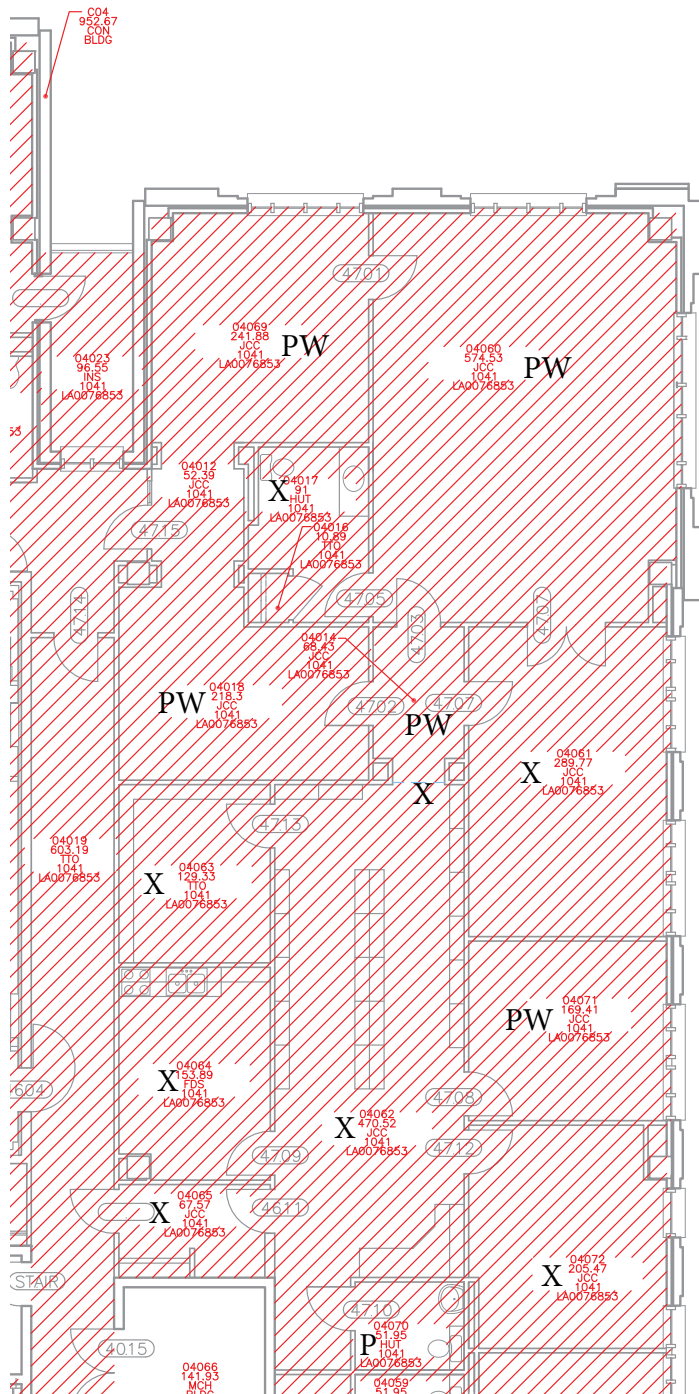 C04
952.67
CON
BLDG
4701
04069
241.88
JCC
1041
LA0076853
PW
04060
574.53
JCC
1041
LA0076853
PW
04023
96.55
INS
1041
LA0076853
53
04012
52.39
JCC
1041
LA0076853
X
04017
91
HUT
1041
LA0076853
04016
10.89
TTO
1041
LA0076853
4715
4714
4705
4703
4707
04014
68.43
JCC
1041
LA0076853
PW
04018
218.3
JCC
1041
LA0076853
4702
4707
PW
X
X
04061
289.77
JCC
1041
LA0076853
4713
04019
603.19
TTO
1041
LA0076853
X
04063
129.33
TTO
1041
LA0076853
PW
04071
169.41
JCC
1041
LA0076853
X
04064
153.89
FDS
1041
LA0076853
604
4708
X
04062
470.52
JCC
1041
LA0076853
4712
4709
X
04065
67.57
JCC
1041
LA0076853
4611
X
04072
205.47
JCC
1041
LA0076853
STAIR
4710
P
04070
51.95
HUT
1041
LA0076853
4015
04066
141.93
MCH
04059
51.95